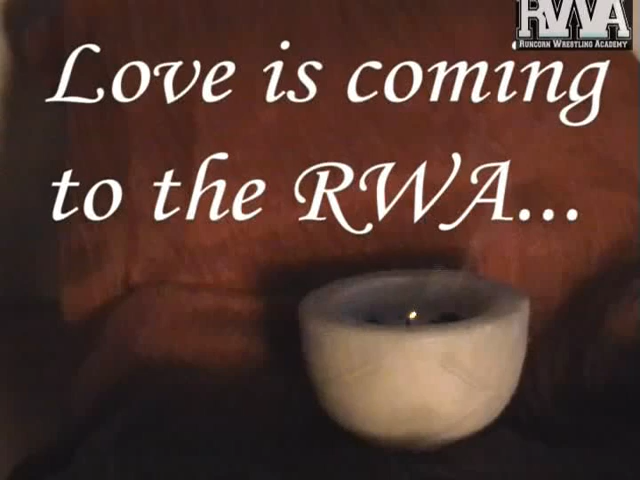 RWA
RUNCORN WRESTLING ACADEMY
Love is coming
to the RWA...